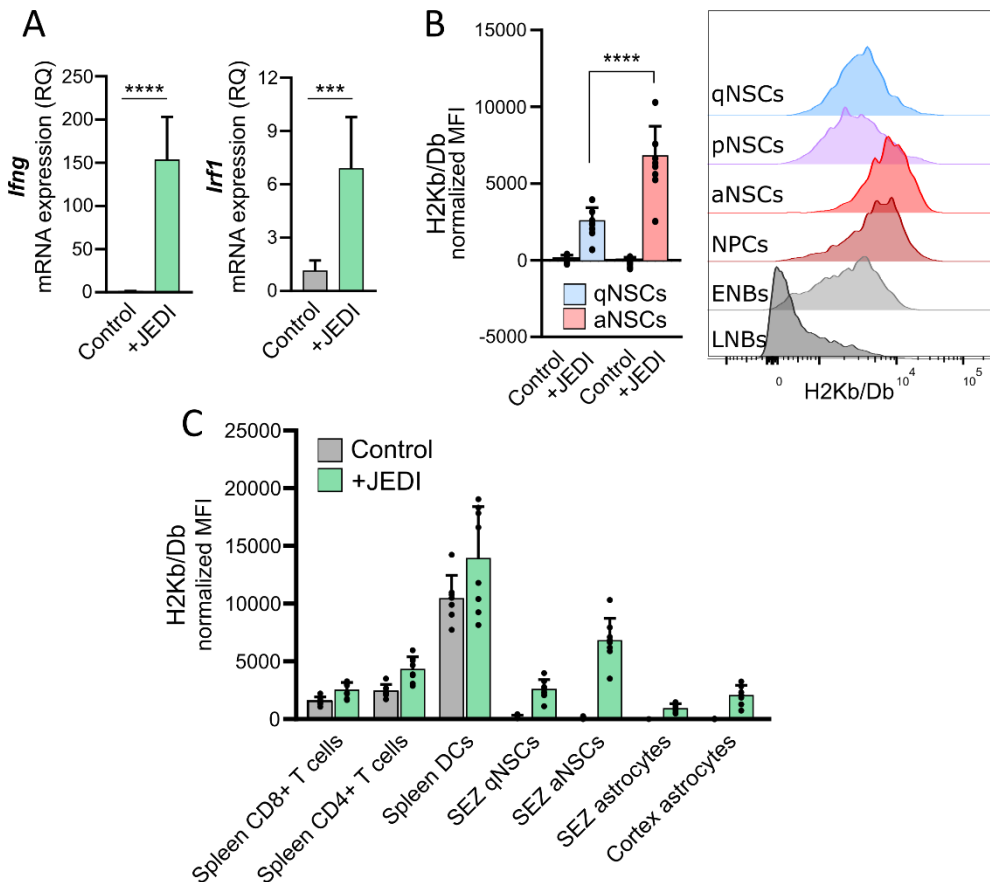 A
Ifng
mRNA expression (RQ)
250
200
150
100
50
0
****
Control
+JEDI
Irf1
mRNA expression (RQ)
12
9
6
3
0
***
Control
+JEDI
B
H2Kb/Db
normalized MFI
15000
10000
5000
0
-5000
****
qNSCs
aNSCs
Control
+JEDI
Control
+JEDI
qNSCs
pNSCs
aNSCs
NPCs
ENBs
LNBs
0
10^4
10^5
H2Kb/Db
C
H2Kb/Db
normalized MFI
25000
20000
15000
10000
5000
0
Control
+JEDI
Spleen CD8+ T cells
Spleen CD4+ T cells
Spleen DCs
SEZ qNSCs
SEZ aNSCs
SEZ astrocytes
Cortex astrocytes